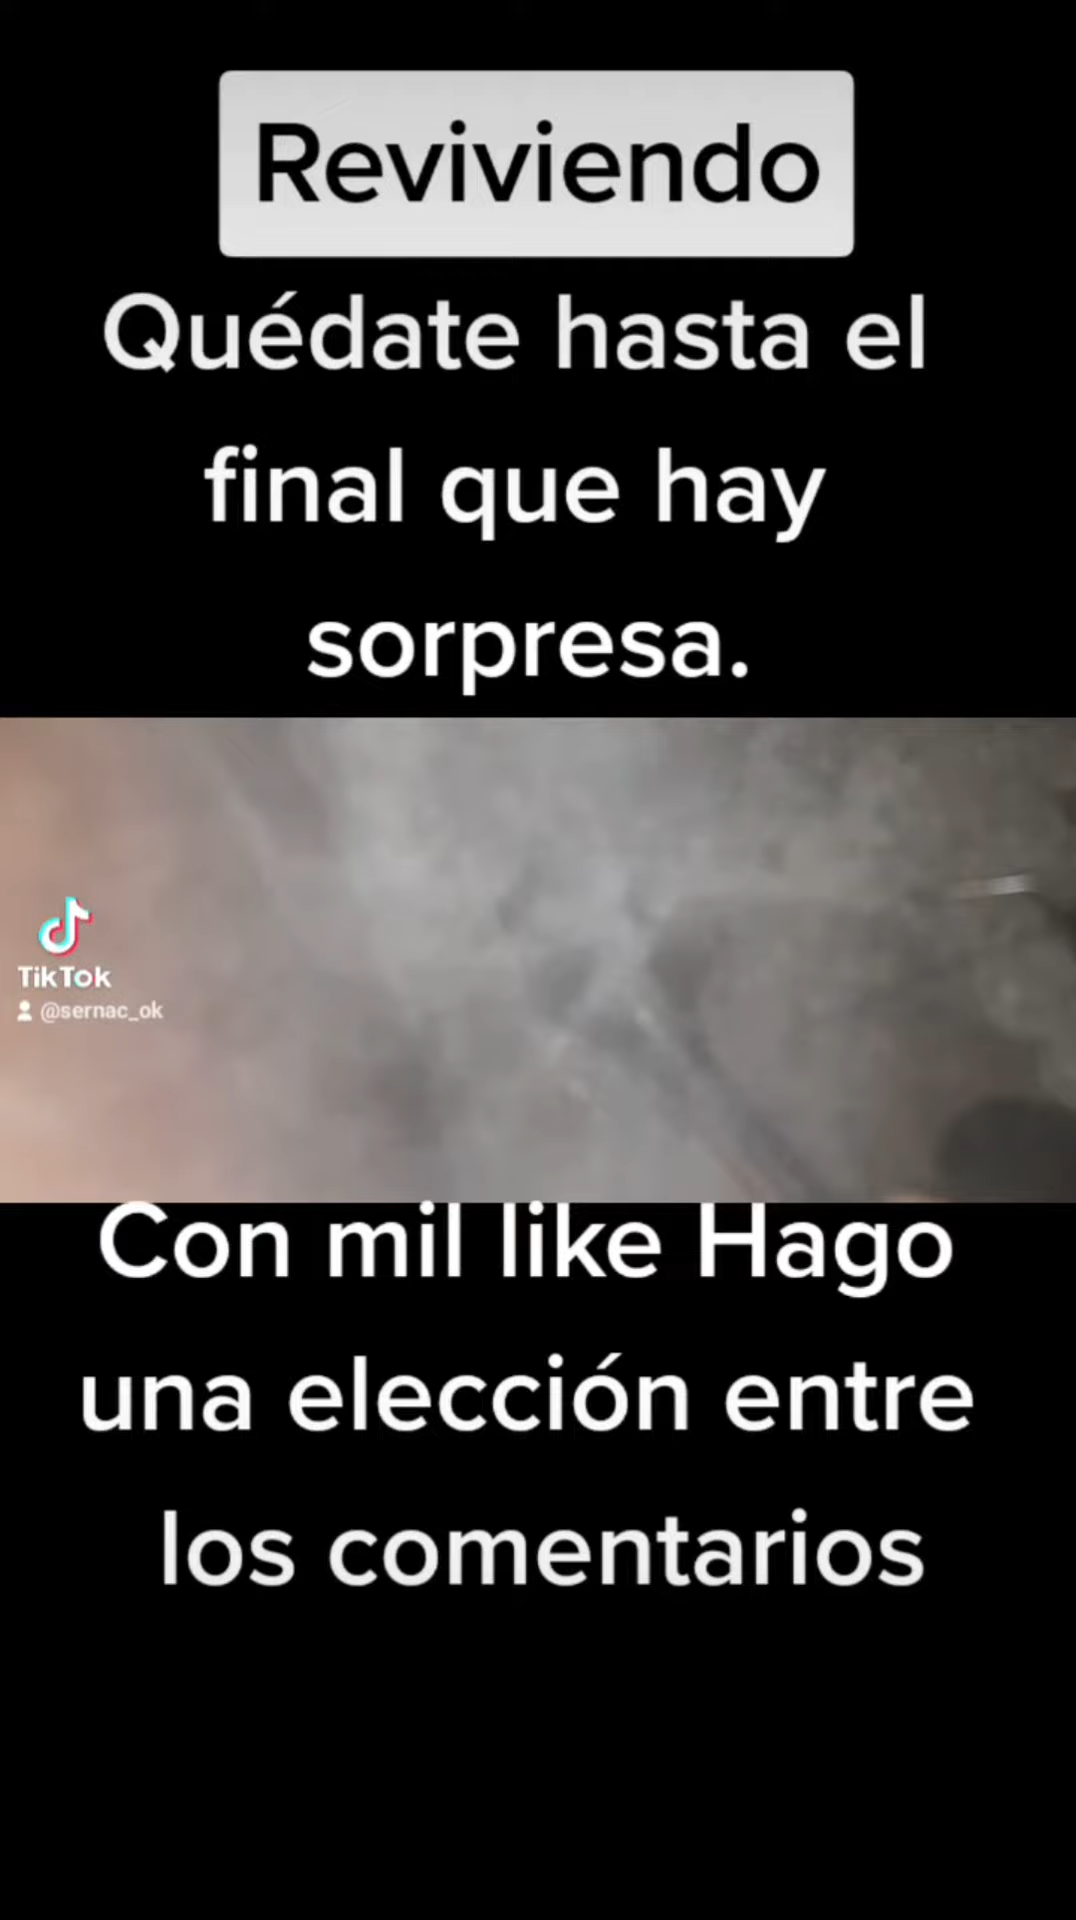 Reviviendo
Quédate hasta el
final que hay
sorpresa.
TikTok
@sernac_ok
Con mil like Hago
una elección entre
los comentarios